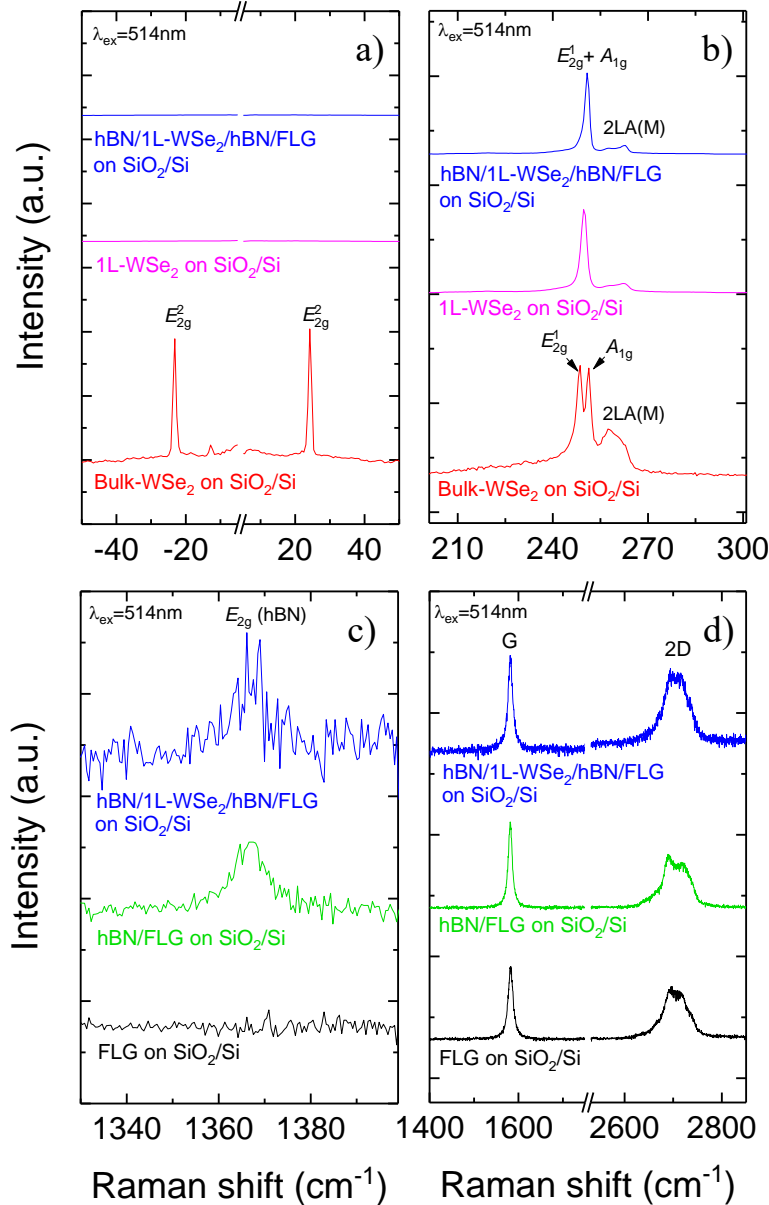 λex=514nm
a)
hBN/1L-WSe₂/hBN/FLG
on SiO₂/Si
1L-WSe₂ on SiO₂/Si
E²₂g
E²₂g
Bulk-WSe₂ on SiO₂/Si
-40 -20 20 40
λex=514nm
b)
E¹₂g + A₁g
2LA(M)
hBN/1L-WSe₂/hBN/FLG
on SiO₂/Si
1L-WSe₂ on SiO₂/Si
E¹₂g
A₁g
2LA(M)
Bulk-WSe₂ on SiO₂/Si
210 240 270 300
Intensity (a.u.)
λex=514nm
c)
E₂g (hBN)
hBN/1L-WSe₂/hBN/FLG
on SiO₂/Si
hBN/FLG on SiO₂/Si
FLG on SiO₂/Si
1340 1360 1380
λex=514nm
d)
G
2D
hBN/1L-WSe₂/hBN/FLG
on SiO₂/Si
hBN/FLG on SiO₂/Si
FLG on SiO₂/Si
1400 1600 2600 2800
Intensity (a.u.)
Raman shift (cm⁻¹)
Raman shift (cm⁻¹)